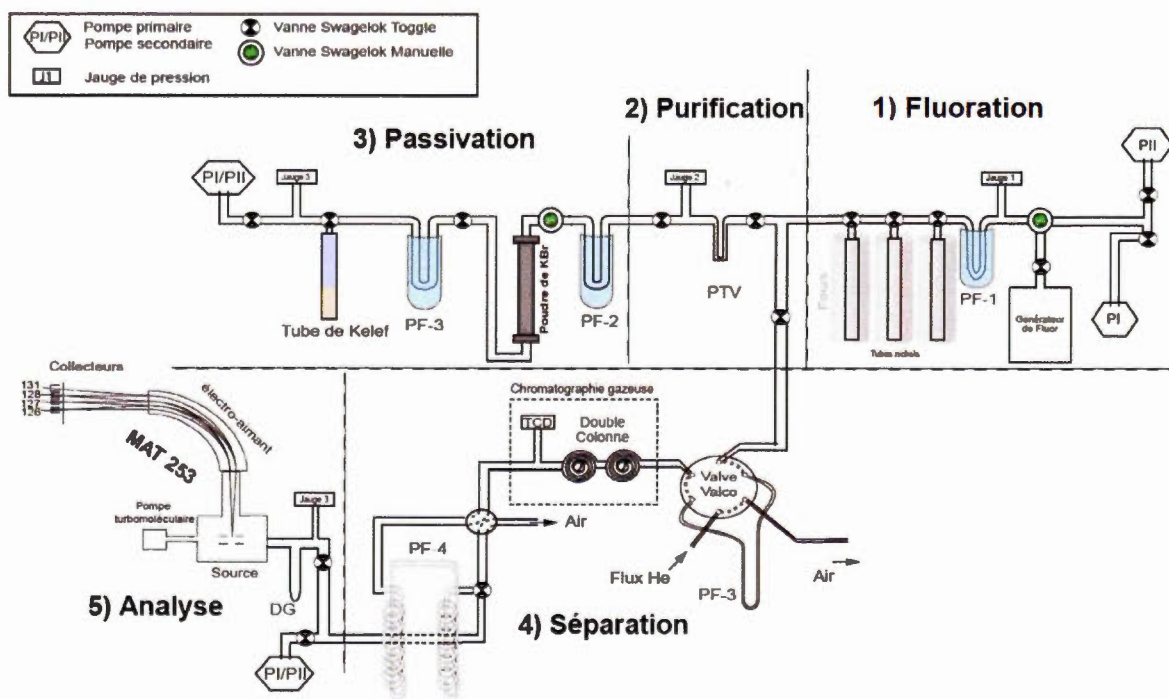 PI/PI
Pompe primaire
Pompe secondaire
J1
Jauge de pression
Vanne Swagelok Toggle
Vanne Swagelok Manuelle
3) Passivation
2) Purification
1) Fluoration
PI/PII
Jauge 3
Tube de Kelef
PF-3
Poudre de KBr
PF-2
Jauge 2
PTV
Fours
Tubes nickels
PF-1
Jauge 1
Générateur
de Fluor
PII
PI
Collecteurs
131
128
127
126
électro-aimant
MAT 253
Pompe
turbomoléculaire
Source
Jauge 3
DG
5) Analyse
PI/PII
Chromatographie gazeuse
TCD
Double
Colonne
Air
PF-4
4) Séparation
Valve
Valco
Flux He
PF-3
Air